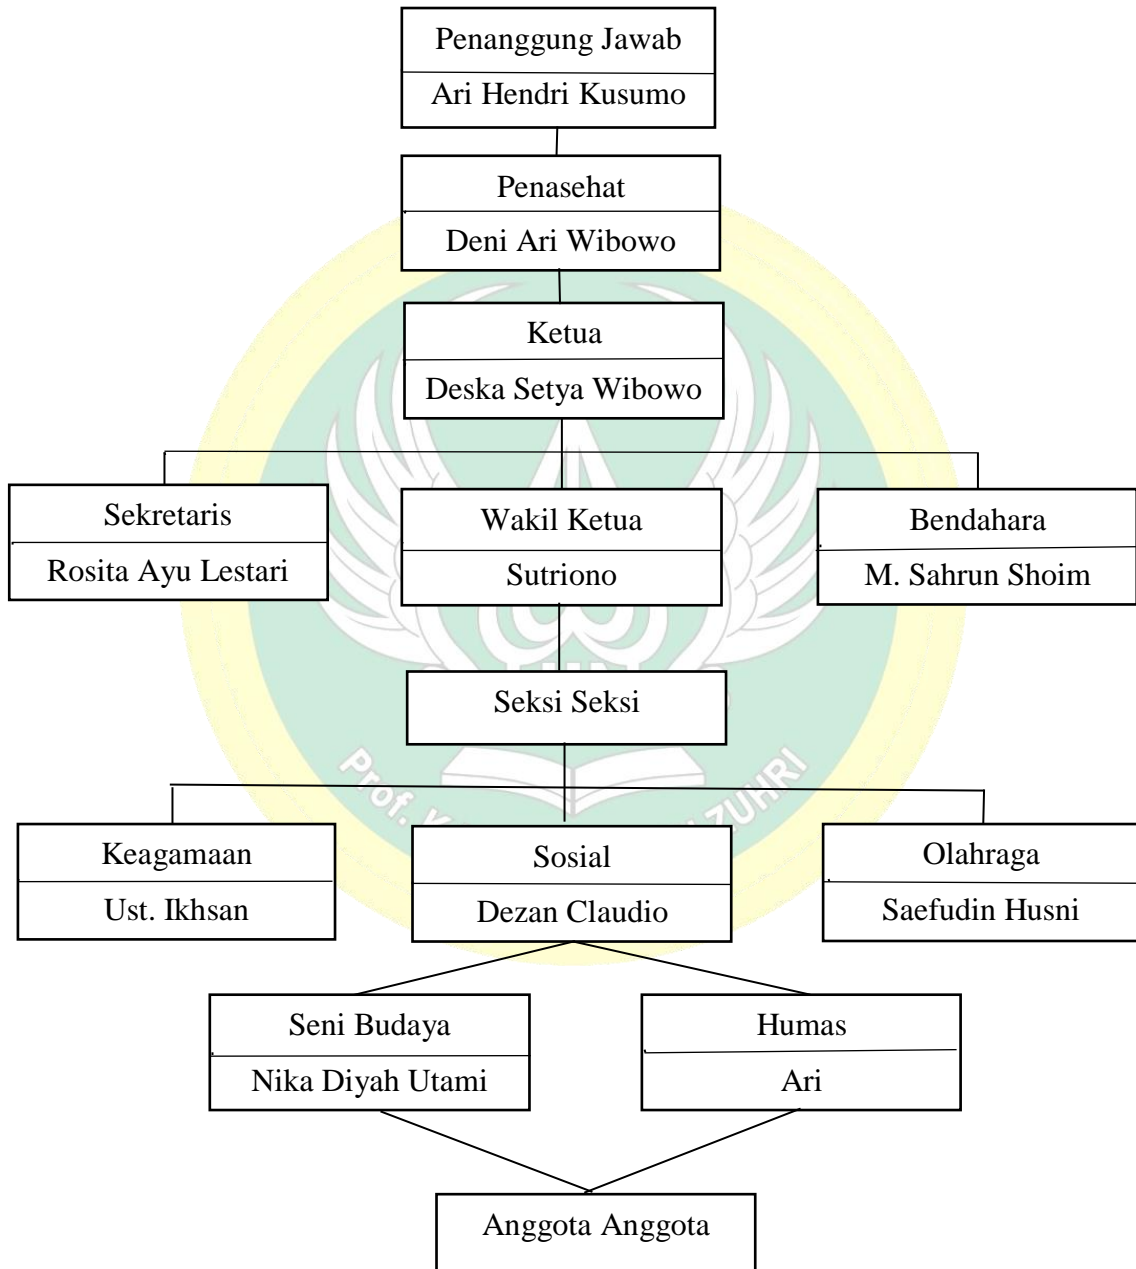 Penanggung Jawab
Ari Hendri Kusumo
Penasehat
Deni Ari Wibowo
Ketua
Deska Setya Wibowo
Sekretaris
Rosita Ayu Lestari
Wakil Ketua
Sutriono
Bendahara
M. Sahrun Shoim
Seksi Seksi
Keagamaan
Ust. Ikhsan
Sosial
Dezan Claudio
Olahraga
Saefudin Husni
Seni Budaya
Nika Diyah Utami
Humas
Ari
Anggota Anggota
Prof. K
ZUHRI